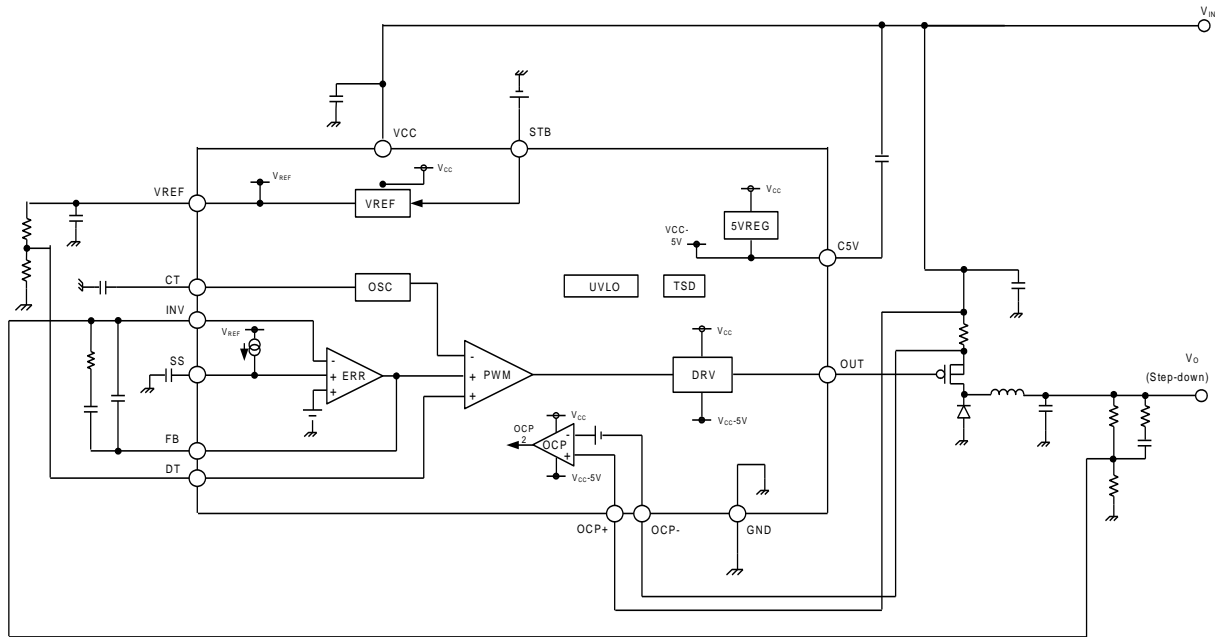 VIN
VCC
STB
VREF
VREF
VREF
VCC
VCC
5VREG
VCC-
5V
C5V
CT
OSC
UVLO
TSD
INV
VREF
SS
-
+
+
ERR
-
+
+
PWM
VCC
DRV
VCC-5V
OUT
VO
(Step-down)
FB
DT
OCP
2
VCC
-
+
OCP
VCC-5V
OCP+
OCP-
GND